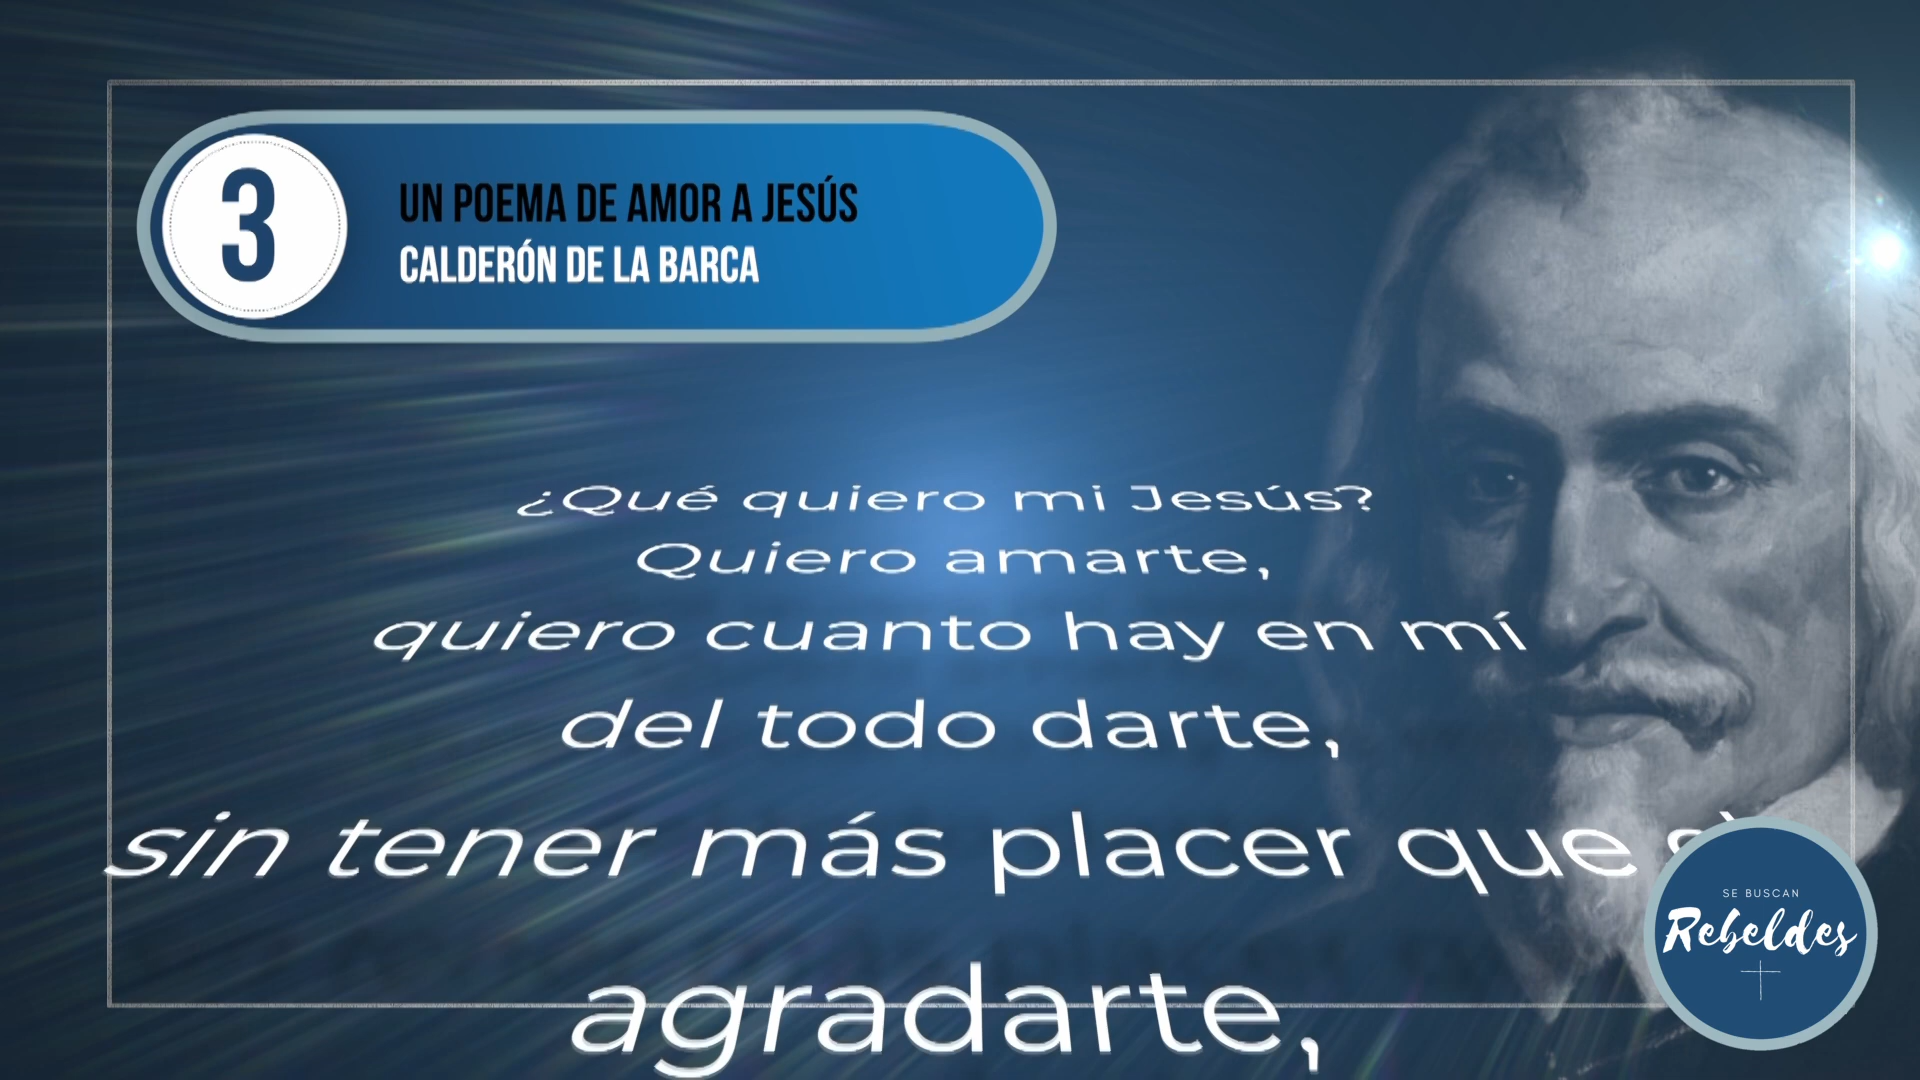 3
UN POEMA DE AMOR A JESÚS
CALDERÓN DE LA BARCA
¿Qué quiero mi Jesús?
Quiero amarte,
quiero cuanto hay en mí
del todo darte,
sin tener más placer que
agradarte,
SE BUSCAN
Rebeldes